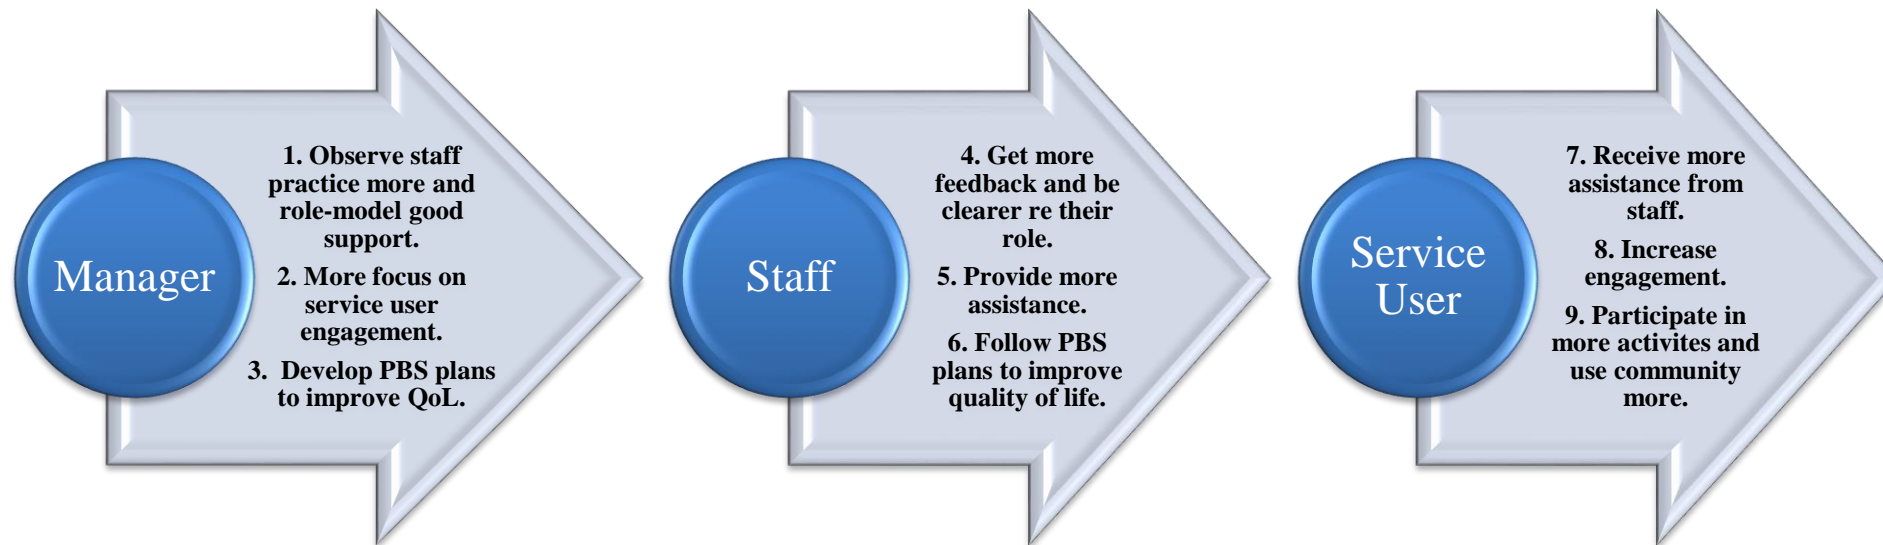 Manager
1. Observe staff
practice more and
role-model good
support.
2. More focus on
service user
engagement.
3. Develop PBS plans
to improve QoL.
Staff
4. Get more
feedback and be
clearer re their
role.
5. Provide more
assistance.
6. Follow PBS
plans to improve
quality of life.
Service
User
7. Receive more
assistance from
staff.
8. Increase
engagement.
9. Participate in
more activites and
use community
more.